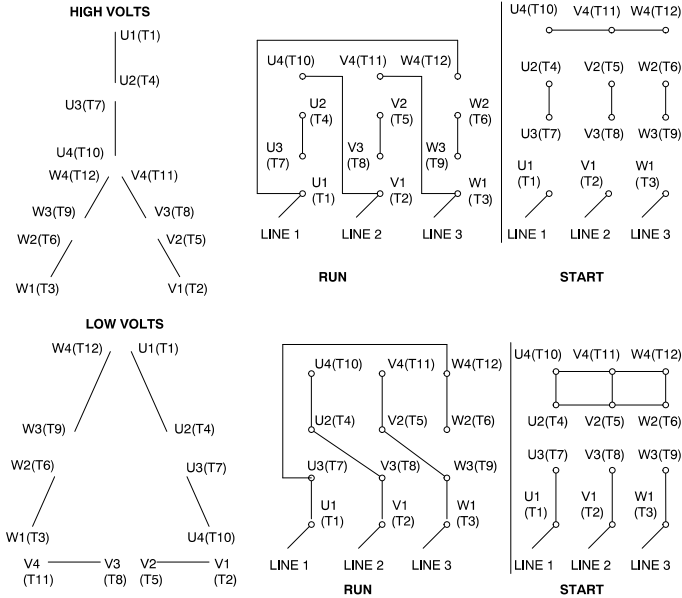 HIGH VOLTS
U1(T1)
U2(T4)
U3(T7)
U4(T10)
W4(T12) V4(T11)
W3(T9) V3(T8)
W2(T6) V2(T5)
W1(T3) V1(T2)
U4(T10) V4(T11) W4(T12)
U2 (T4) V2 (T5) W2 (T6)
U3 (T7) V3 (T8) W3 (T9)
U1 (T1) V1 (T2) W1 (T3)
LINE 1 LINE 2 LINE 3
RUN
U4(T10) V4(T11) W4(T12)
U2(T4) V2(T5) W2(T6)
U3(T7) V3(T8) W3(T9)
U1 (T1) V1 (T2) W1 (T3)
LINE 1 LINE 2 LINE 3
START
LOW VOLTS
W4(T12) U1(T1)
W3(T9) U2(T4)
W2(T6) U3(T7)
W1(T3) U4(T10)
V4 V3 V2 V1
(T11) (T8) (T5) (T2)
U4(T10) V4(T11) W4(T12)
U2(T4) V2(T5) W2(T6)
U3(T7) V3(T8) W3(T9)
U1 (T1) V1 (T2) W1 (T3)
LINE 1 LINE 2 LINE 3
RUN
U4(T10) V4(T11) W4(T12)
U2(T4) V2(T5) W2(T6)
U3(T7) V3(T8) W3(T9)
U1 (T1) V1 (T2) W1 (T3)
LINE 1 LINE 2 LINE 3
START